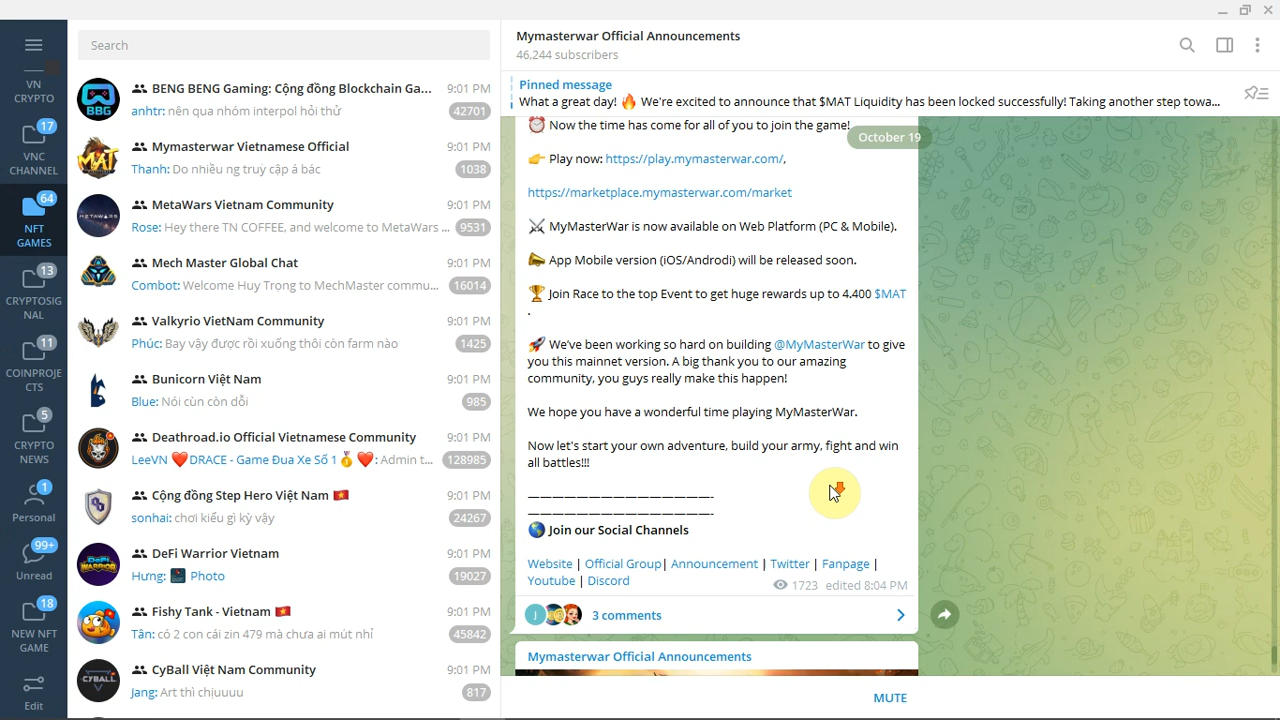 Search
VN
CRYPTO
17
VNC
CHANNEL
64
NFT
GAMES
13
CRYPTOSIG
NAL
11
COINPROJE
CTS
5
CRYPTO
NEWS
1
Personal
99+
Unread
18
NEW NFT
GAME
Edit
BENG BENG Gaming: Cộng đồng Blockchain Ga... 9:01 PM
anhtr: nên qua nhóm interpol hỏi thử 42701
BBG
Mymasterwar Vietnamese Official 9:01 PM
Thanh: Do nhiều ng truy cập á bác 1038
MAT
MetaWars Vietnam Community 9:01 PM
Rose: Hey there TN COFFEE, and welcome to MetaWars ... 9531
METAWARS
Mech Master Global Chat 9:01 PM
Combot: Welcome Huy Trong to MechMaster commu... 16014
Valkyrio VietNam Community 9:01 PM
Phúc: Bay vậy được rồi xuống thôi còn farm nào 1425
Bunicorn Việt Nam 9:01 PM
Blue: Nói cùn còn dỗi 985
Deathroad.io Official Vietnamese Community 9:01 PM
LeeVN ❤️DRACE - Game Đua Xe Số 1🥇❤️: Admin t... 128985
Cộng đồng Step Hero Việt Nam 🇻🇳 9:01 PM
sonhai: chơi kiểu gì kỳ vậy 24267
DeFi Warrior Vietnam 9:01 PM
Hưng: Photo 19027
DEFI
WARRIOR
Fishy Tank - Vietnam 🇻🇳 9:01 PM
Tân: có 2 con cái zin 479 mà chưa ai mút nhỉ 45842
CyBall Việt Nam Community 9:01 PM
Jang: Art thì chịuuuu 817
CYBALL
Mymasterwar Official Announcements
46,244 subscribers
Pinned message
What a great day! 🔥 We're excited to announce that $MAT Liquidity has been locked successfully! Taking another step towa...
October 19
⏰ Now the time has come for all of you to join the game!
👉 Play now: https://play.mymasterwar.com/,
https://marketplace.mymasterwar.com/market
⚔ MyMasterWar is now available on Web Platform (PC & Mobile).
📣 App Mobile version (iOS/Androdi) will be released soon.
🏆 Join Race to the top Event to get huge rewards up to 4.400 $MAT
.
🚀 We've been working so hard on building @MyMasterWar to give
you this mainnet version. A big thank you to our amazing
community, you guys really make this happen!
We hope you have a wonderful time playing MyMasterWar.
Now let's start your own adventure, build your army, fight and win
all battles!!!
———————————————-
———————————————-
🌎 Join our Social Channels
Website | Official Group| Announcement | Twitter | Fanpage |
Youtube | Discord
1723 edited 8:04 PM
J
3 comments
Mymasterwar Official Announcements
MUTE